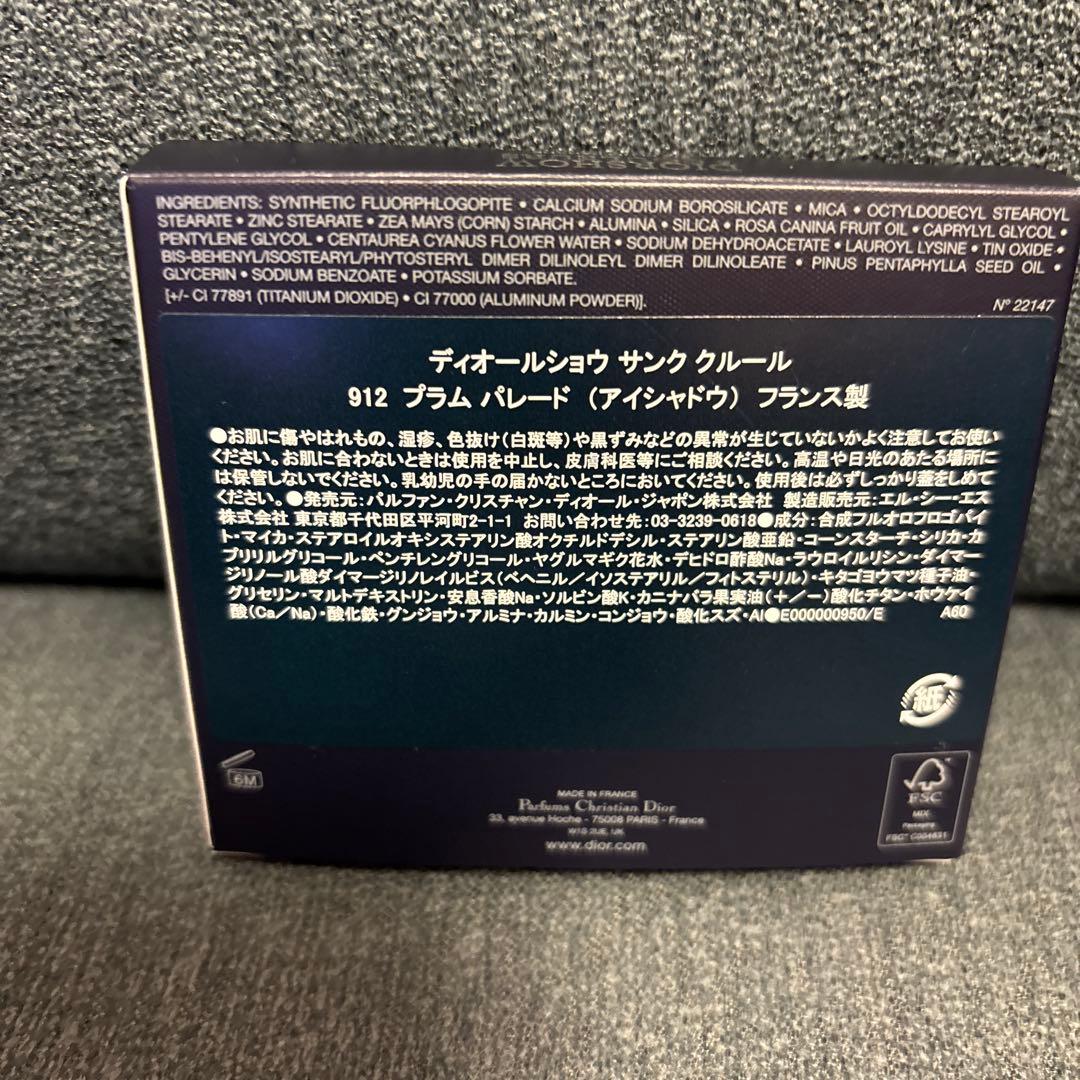 INGREDIENTS: SYNTHETIC FLUORPHLOGOPITE • CALCIUM SODIUM BOROSILICATE • MICA • OCTYLDODECYL STEAROYL
STEARATE • ZINC STEARATE • ZEA MAYS (CORN) STARCH • ALUMINA • SILICA • ROSA CANINA FRUIT OIL • CAPRYLYL GLYCOL •
PENTYLENE GLYCOL • CENTAUREA CYANUS FLOWER WATER • SODIUM DEHYDROACETATE • LAUROYL LYSINE • TIN OXIDE •
BIS-BEHENYL/ISOSTEARYL/PHYTOSTERYL DIMER DILINOLEYL DIMER DILINOLEATE • PINUS PENTAPHYLLA SEED OIL •
GLYCERIN • SODIUM BENZOATE • POTASSIUM SORBATE.
[+/- CI 77891 (TITANIUM DIOXIDE) • CI 77000 (ALUMINUM POWDER)]. N° 22147
ディオールショウ サンク クルール
912 プラム パレード （アイシャドウ） フランス製
●お肌に傷やはれもの、湿疹、色抜け（白斑等）や黒ずみなどの異常が生じていないかよく注意してお使い
ください。お肌に合わないときは使用を中止し、皮膚科医等にご相談ください。高温や日光のあたる場所に
は保管しないでください。乳幼児の手の届かないところにおいてください。使用後は必ずしっかり蓋をしめて
ください。●発売元：パルファン・クリスチャン・ディオール・ジャポン株式会社 製造販売元：エル・シー・エス
株式会社 東京都千代田区平河町2-1-1 お問い合わせ先：03-3239-0618●成分：合成フルオロフロゴパイ
ト・マイカ・ステアロイルオキシステアリン酸オクチルドデシル・ステアリン酸亜鉛・コーンスターチ・シリカ・カ
プリリルグリコール・ペンチレングリコール・ヤグルマギク花水・デヒドロ酢酸Na・ラウロイルリシン・ダイマー
ジリノール酸ダイマージリノレイルビス（ベヘニル／イソステアリル／フィトステリル）・キタゴヨウマツ種子油・
グリセリン・マルトデキストリン・安息香酸Na・ソルビン酸K・カニナバラ果実油（＋／－）酸化チタン・ホウケイ
酸（Ca／Na）・酸化鉄・グンジョウ・アルミナ・カルミン・コンジョウ・酸化スズ・Al●E000000950/E A60
紙
6M
MADE IN FRANCE
Parfums Christian Dior
33, avenue Hoche - 75008 PARIS - France
W1S 2UE, UK
www.dior.com
FSC
MIX
Packaging
FSC® C004631